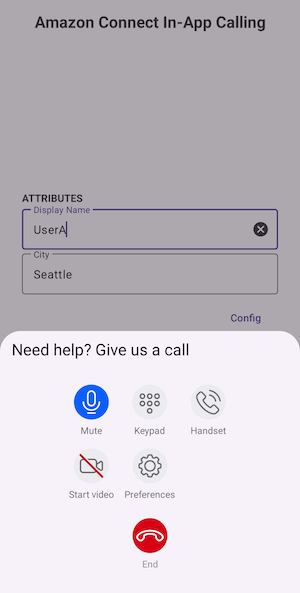 Amazon Connect In-App Calling
ATTRIBUTES
Display Name
UserA
City
Seattle
Config
Need help? Give us a call
Mute
Keypad
Handset
Start video
Preferences
End